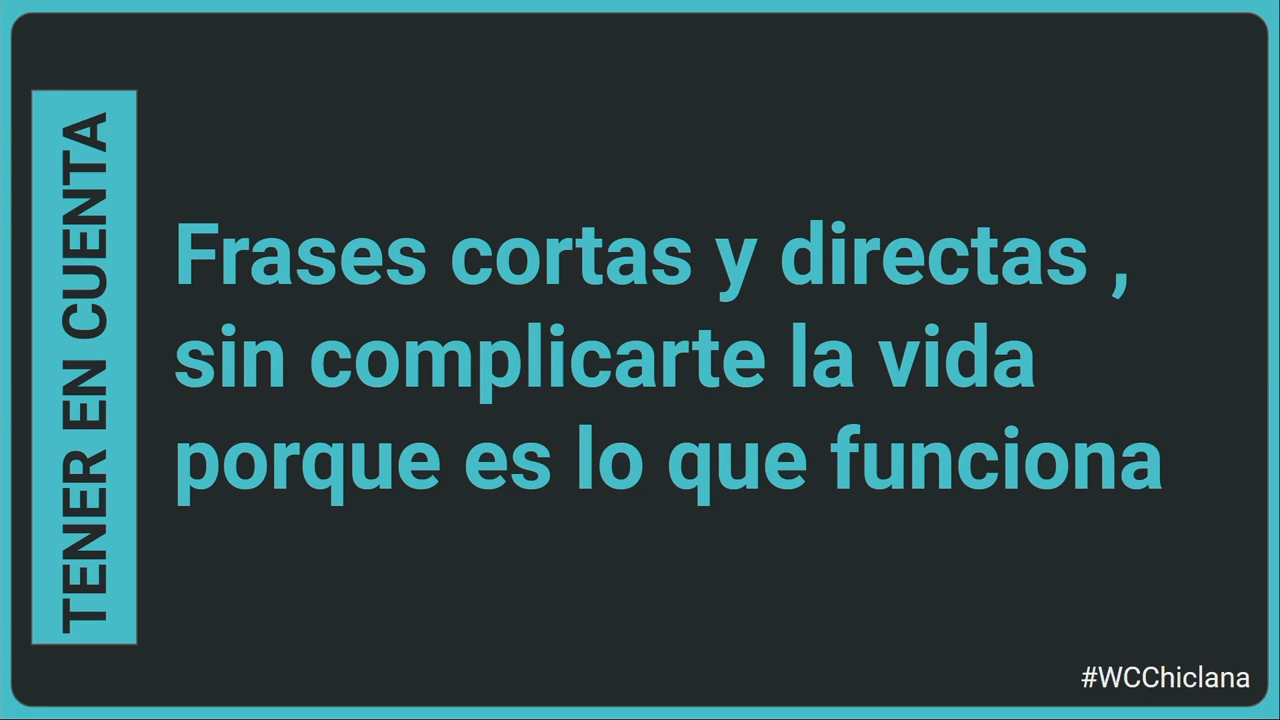 TENER EN CUENTA
Frases cortas y directas ,
sin complicarte la vida
porque es lo que funciona
#WCChiclana